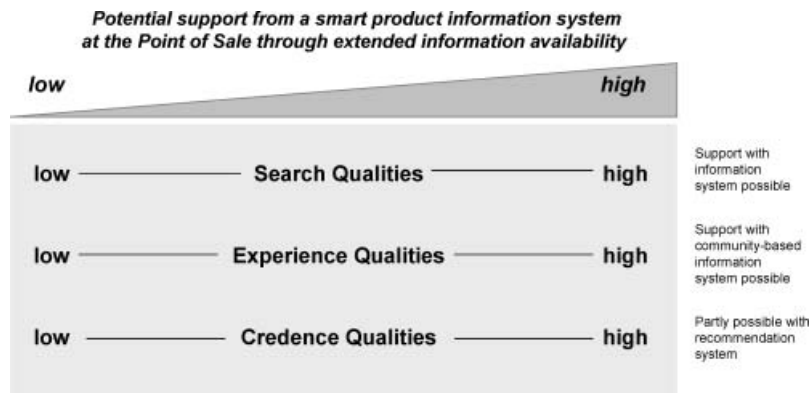 Potential support from a smart product information system
at the Point of Sale through extended information availability
low high
low Search Qualities high
Support with
information
system possible
low Experience Qualities high
Support with
community-based
information
system possible
low Credence Qualities high
Partly possible with
recommendation
system